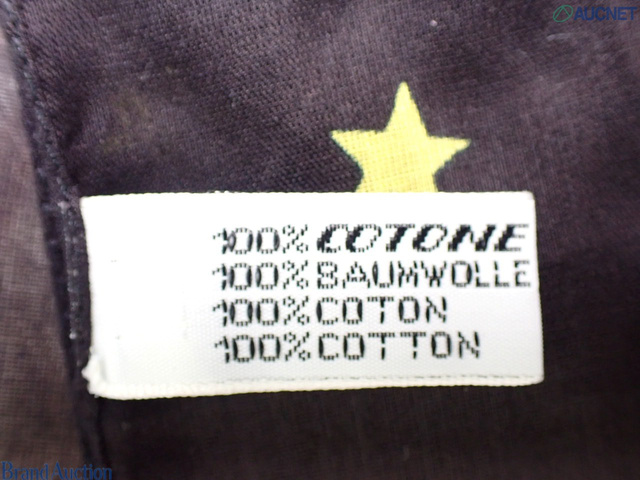 AUCNET
100% COTONE
100% BAUMWOLLE
100% COTON
100% COTTON
Brand Auction